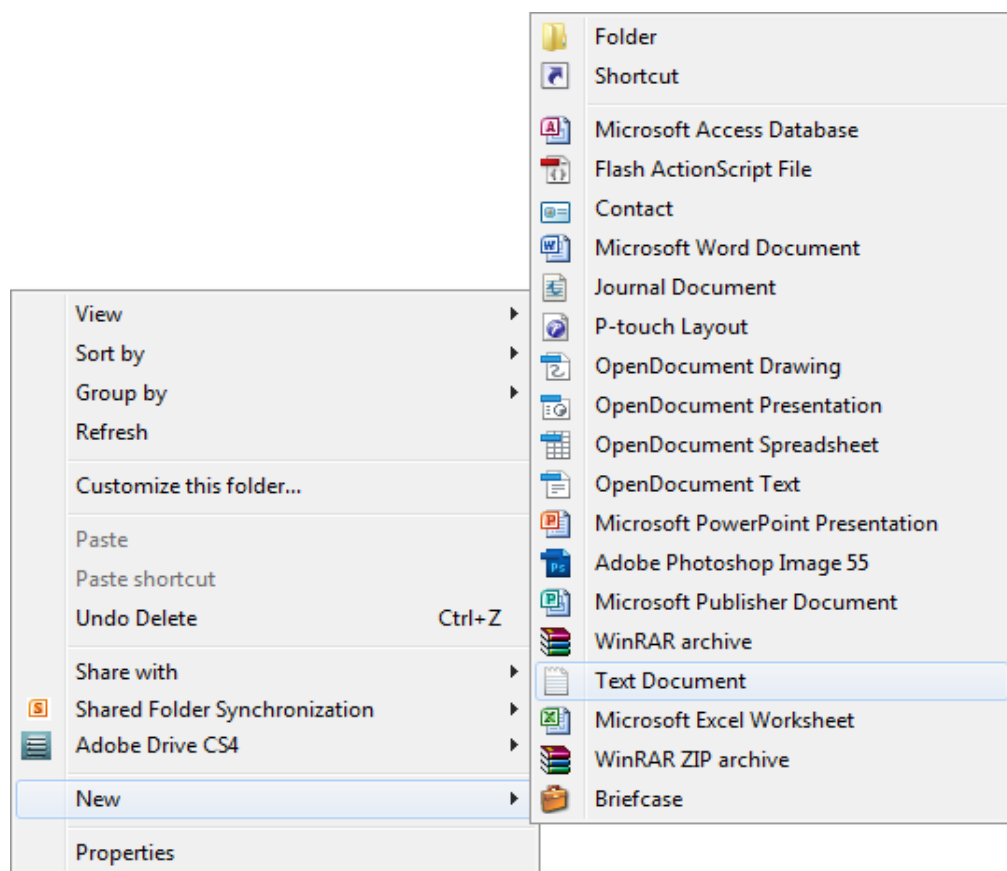 View
Sort by
Group by
Refresh
Customize this folder...
Paste
Paste shortcut
Undo Delete Ctrl+Z
Share with
Shared Folder Synchronization
Adobe Drive CS4
New
Properties
Folder
Shortcut
Microsoft Access Database
Flash ActionScript File
Contact
Microsoft Word Document
Journal Document
P-touch Layout
OpenDocument Drawing
OpenDocument Presentation
OpenDocument Spreadsheet
OpenDocument Text
Microsoft PowerPoint Presentation
Adobe Photoshop Image 55
Microsoft Publisher Document
WinRAR archive
Text Document
Microsoft Excel Worksheet
WinRAR ZIP archive
Briefcase